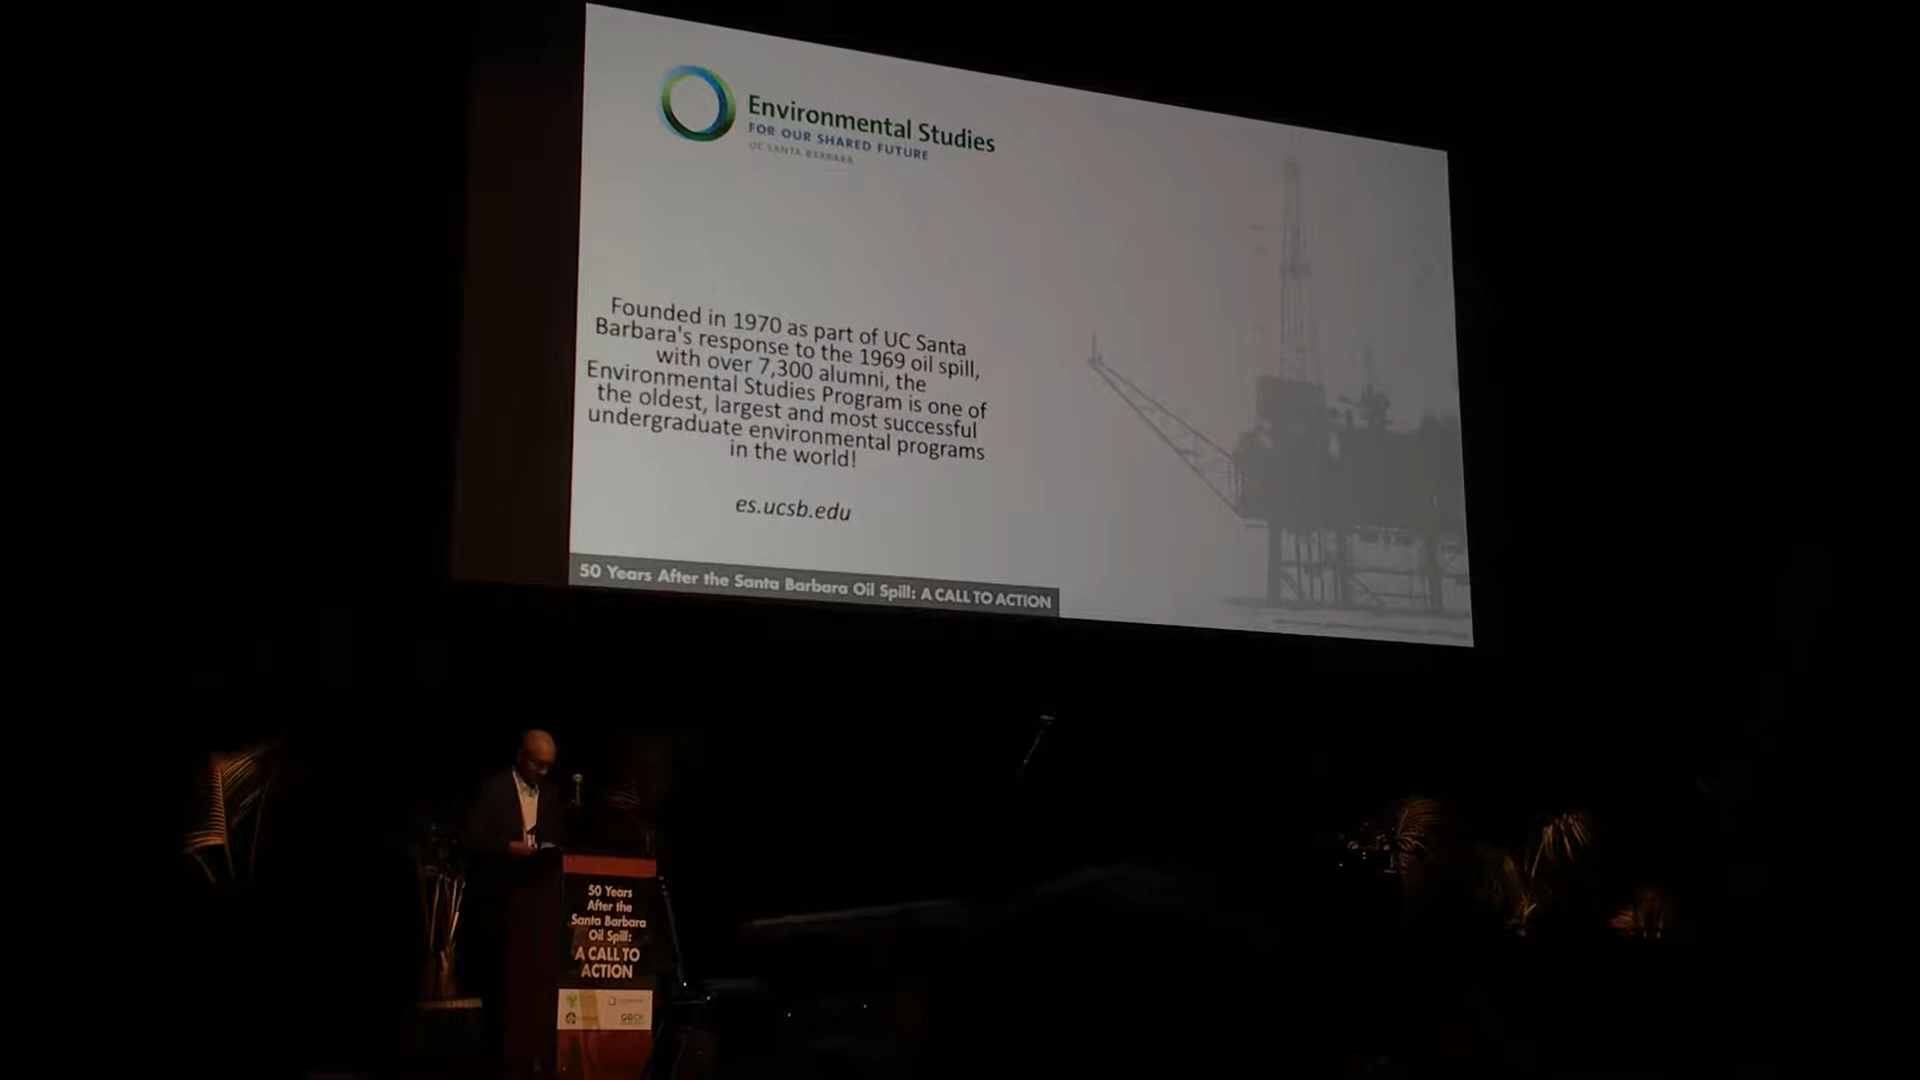 Environmental Studies
FOR OUR SHARED FUTURE
UC SANTA BARBARA
Founded in 1970 as part of UC Santa
Barbara's response to the 1969 oil spill,
with over 7,300 alumni, the
Environmental Studies Program is one of
the oldest, largest and most successful
undergraduate environmental programs
in the world!
es.ucsb.edu
50 Years After the Santa Barbara Oil Spill: A CALL TO ACTION
50 Years
After the
Santa Barbara
Oil Spill:
A CALL TO
ACTION